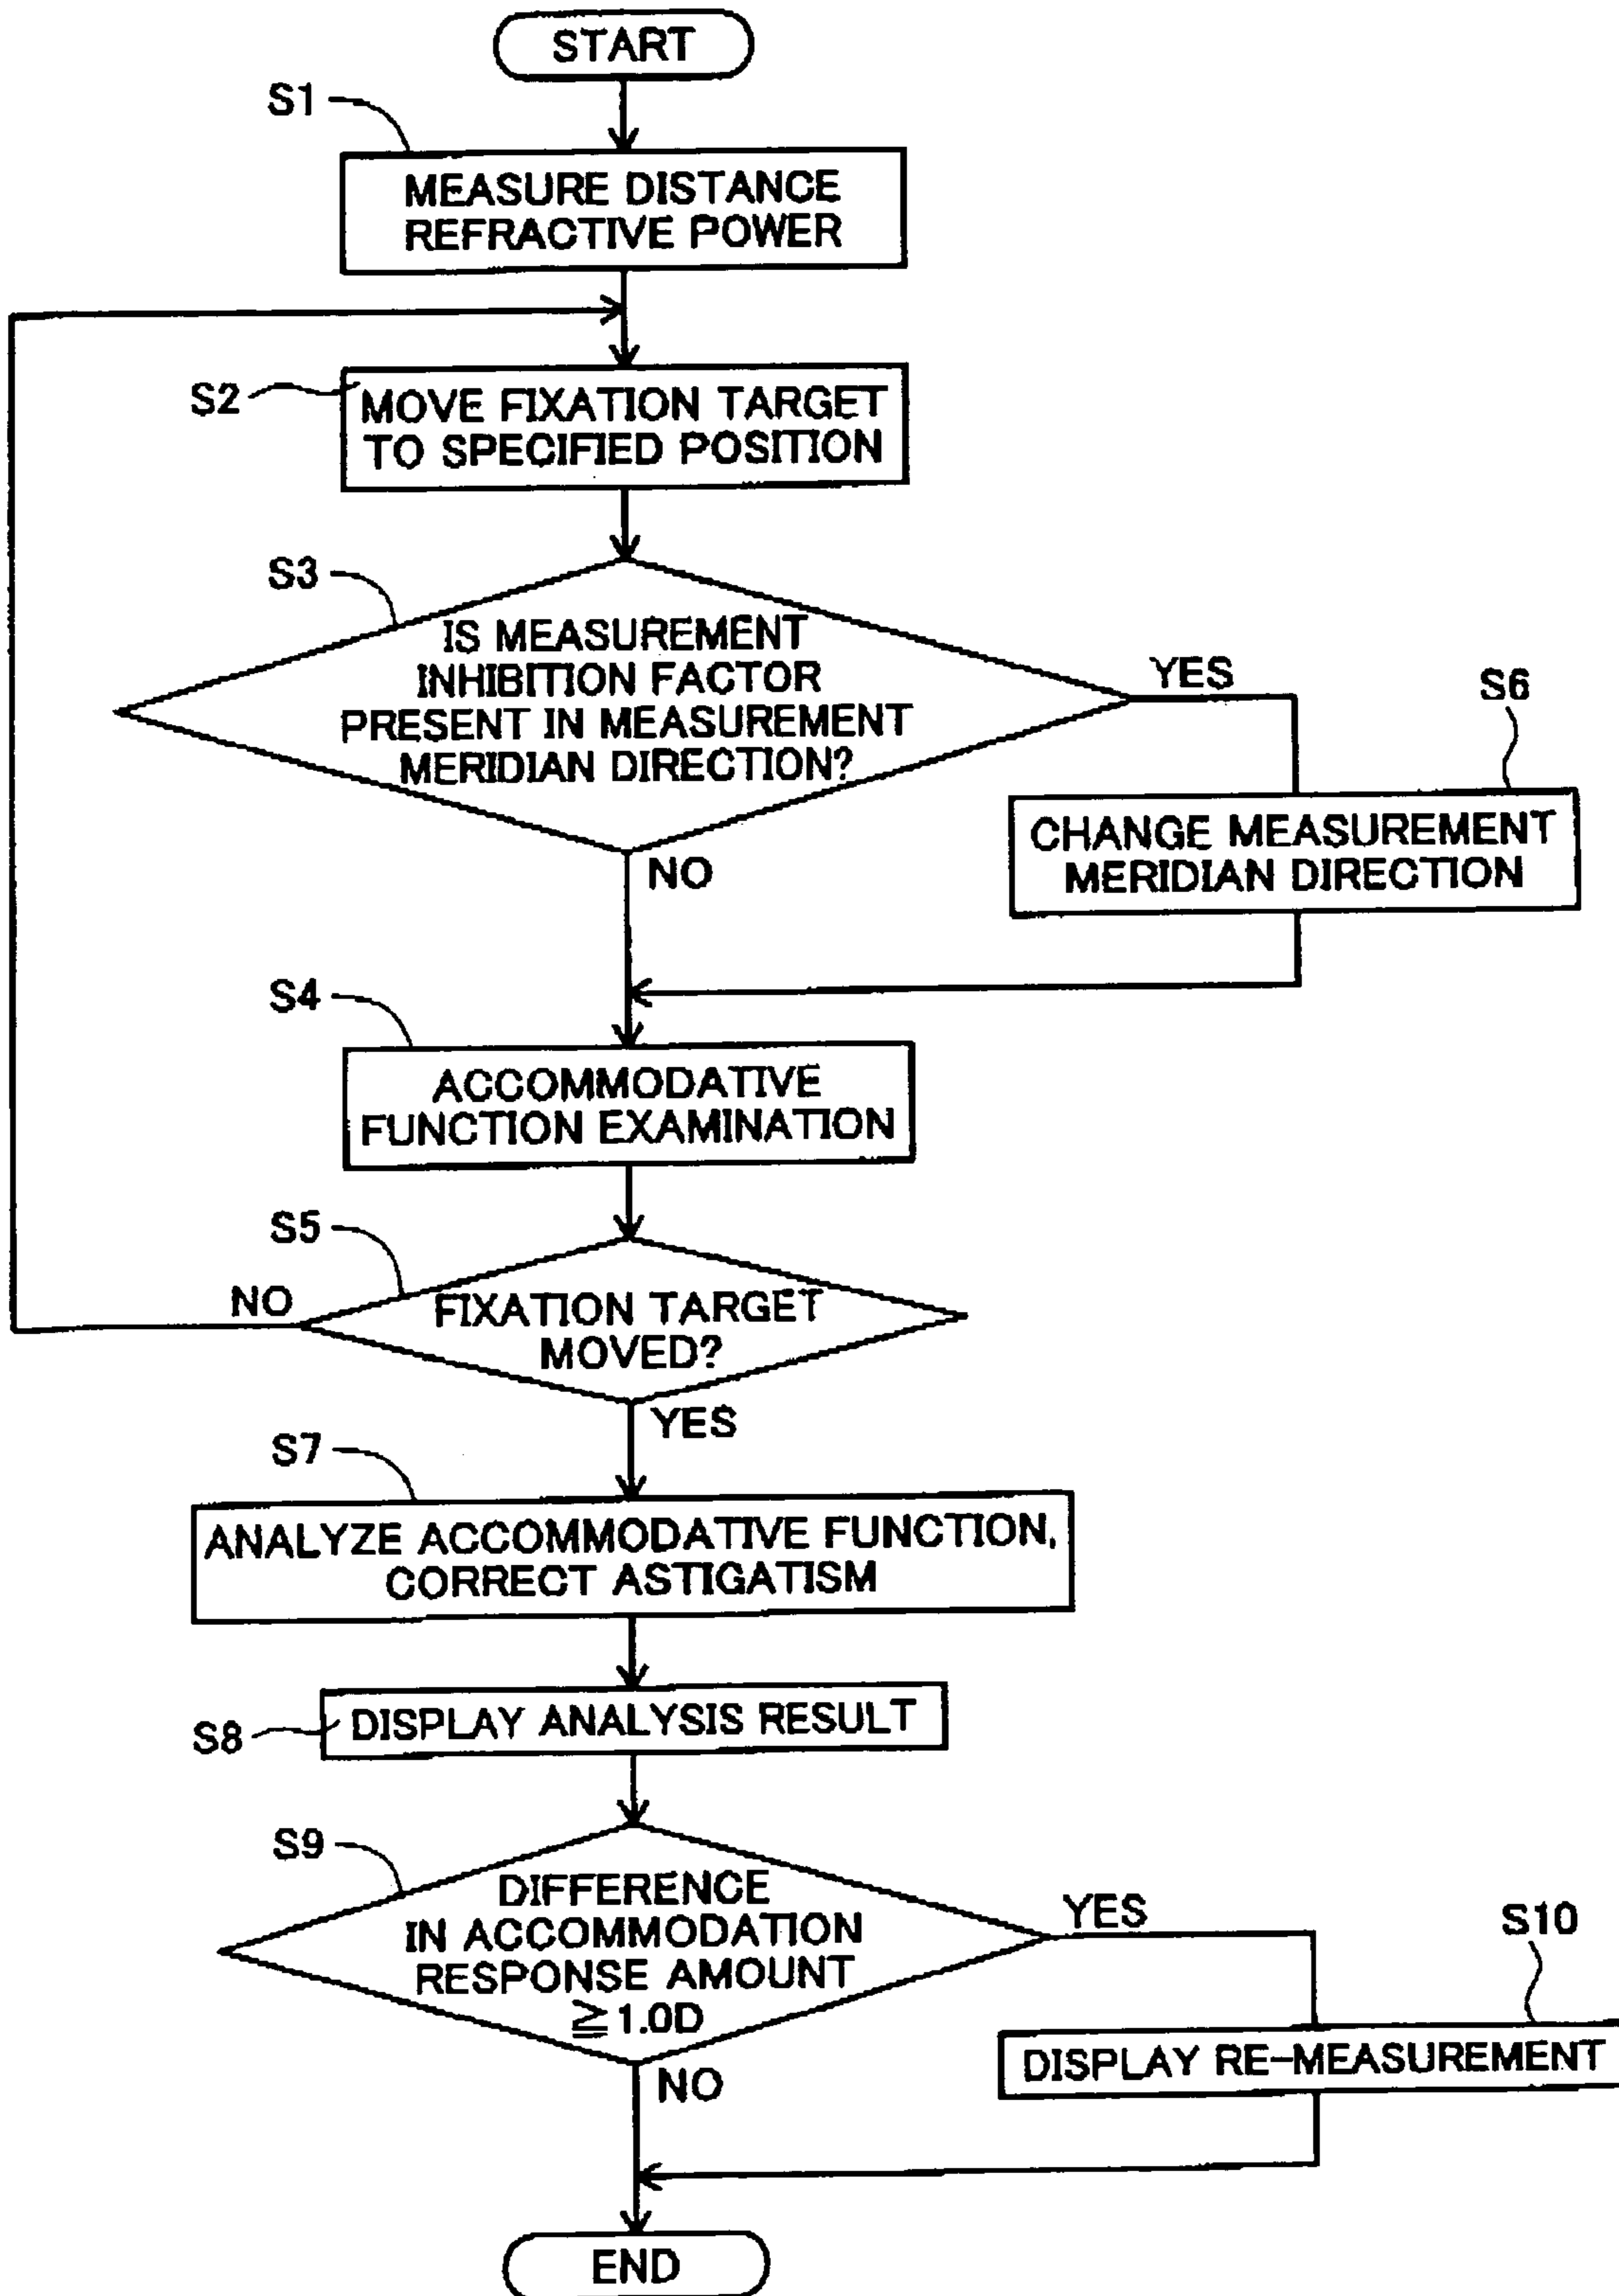 START
S1
MEASURE DISTANCE
REFRACTIVE POWER
S2
MOVE FIXATION TARGET
TO SPECIFIED POSITION
S3
IS MEASUREMENT
INHIBITION FACTOR
PRESENT IN MEASUREMENT
MERIDIAN DIRECTION?
YES
S6
CHANGE MEASUREMENT
MERIDIAN DIRECTION
NO
S4
ACCOMMODATIVE
FUNCTION EXAMINATION
S5
NO
FIXATION TARGET
MOVED?
YES
S7
ANALYZE ACCOMMODATIVE FUNCTION,
CORRECT ASTIGATISM
S8
DISPLAY ANALYSIS RESULT
S9
DIFFERENCE
IN ACCOMMODATION
RESPONSE AMOUNT
≧1.0D
YES
S10
DISPLAY RE-MEASUREMENT
NO
END